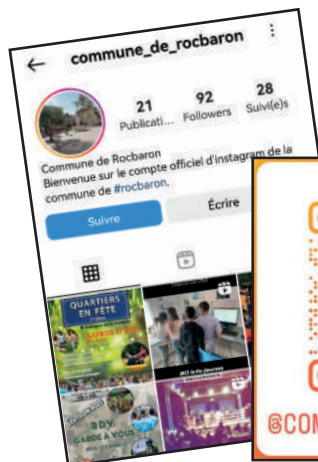 commune_de_rocbaron
21 92 28
Publicati... Followers Suivi(e)s
Commune de Rocbaron
Bienvenue sur le compte officiel d'instagram de la
commune de #rocbaron.
Suivre Écrire
QUARTIERS
EN FÊTE
RDV
GARDE À VOUS
@COM